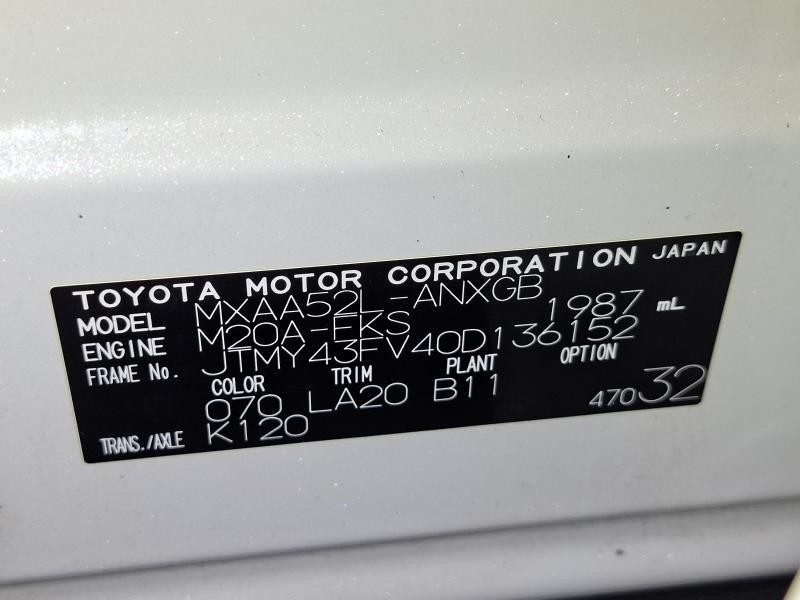 TOYOTA MOTOR CORPORATION JAPAN
MODEL MXAA52L-ANXGB
ENGINE M20A-FKS 1987 mL
FRAME No. JTMY43FV40D136152
COLOR TRIM PLANT OPTION
070 LA20 B11
TRANS./AXLE K120 47032